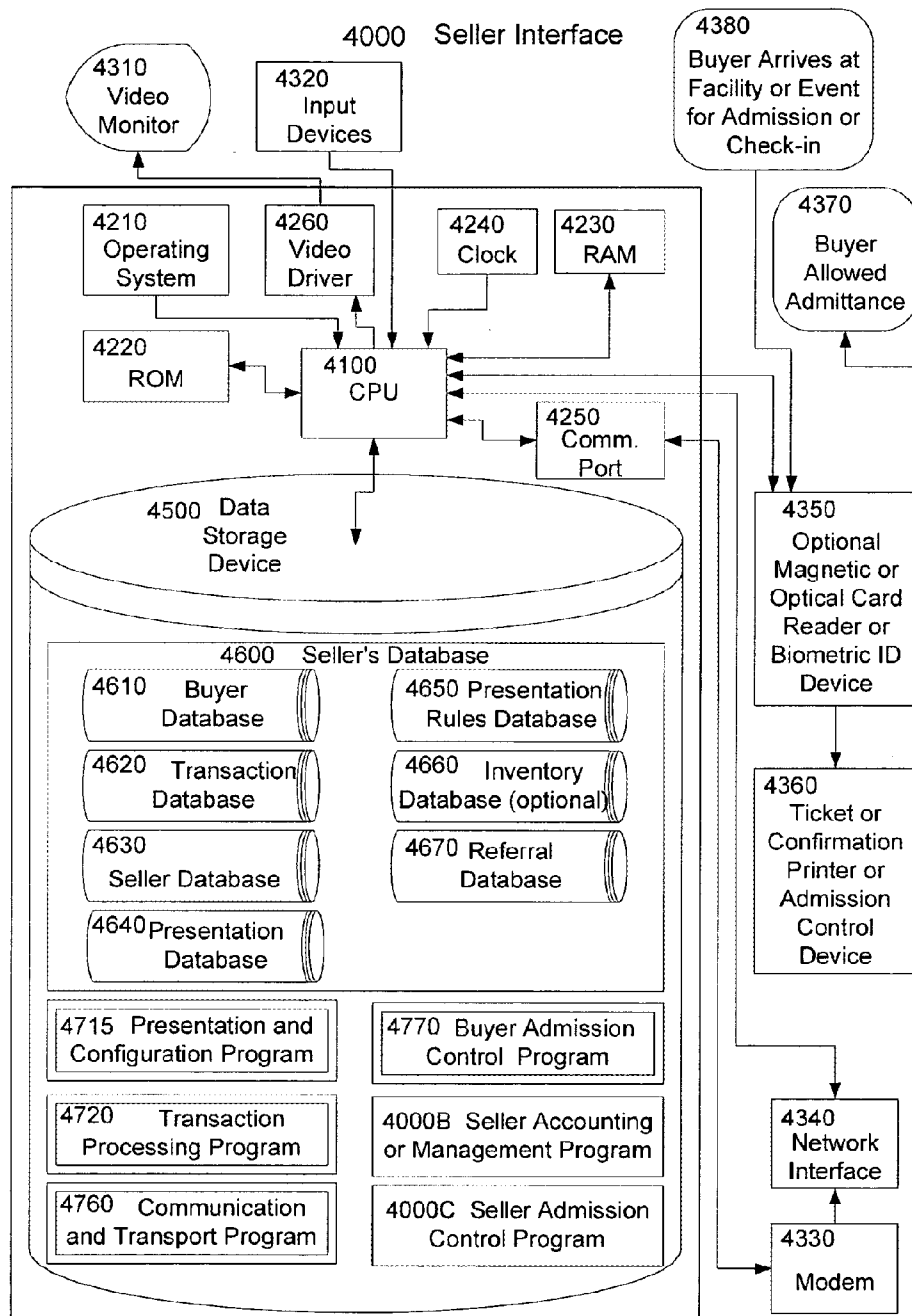 4000 Seller Interface
4310
Video
Monitor
4320
Input
Devices
4380
Buyer Arrives at
Facility or Event
for Admission or
Check-in
4210
Operating
System
4260
Video
Driver
4240
Clock
4230
RAM
4370
Buyer
Allowed
Admittance
4220
ROM
4100
CPU
4250
Comm.
Port
4500 Data
Storage
Device
4350
Optional
Magnetic or
Optical Card
Reader or
Biometric ID
Device
4600 Seller's Database
4610 Buyer
Database
4650 Presentation
Rules Database
4620 Transaction
Database
4660 Inventory
Database (optional)
4630
Seller Database
4670 Referral
Database
4640 Presentation
Database
4360
Ticket or
Confirmation
Printer or
Admission
Control
Device
4715 Presentation and
Configuration Program
4770 Buyer Admission
Control Program
4720 Transaction
Processing Program
4000B Seller Accounting
or Management Program
4760 Communication
and Transport Program
4000C Seller Admission
Control Program
4340
Network
Interface
4330
Modem